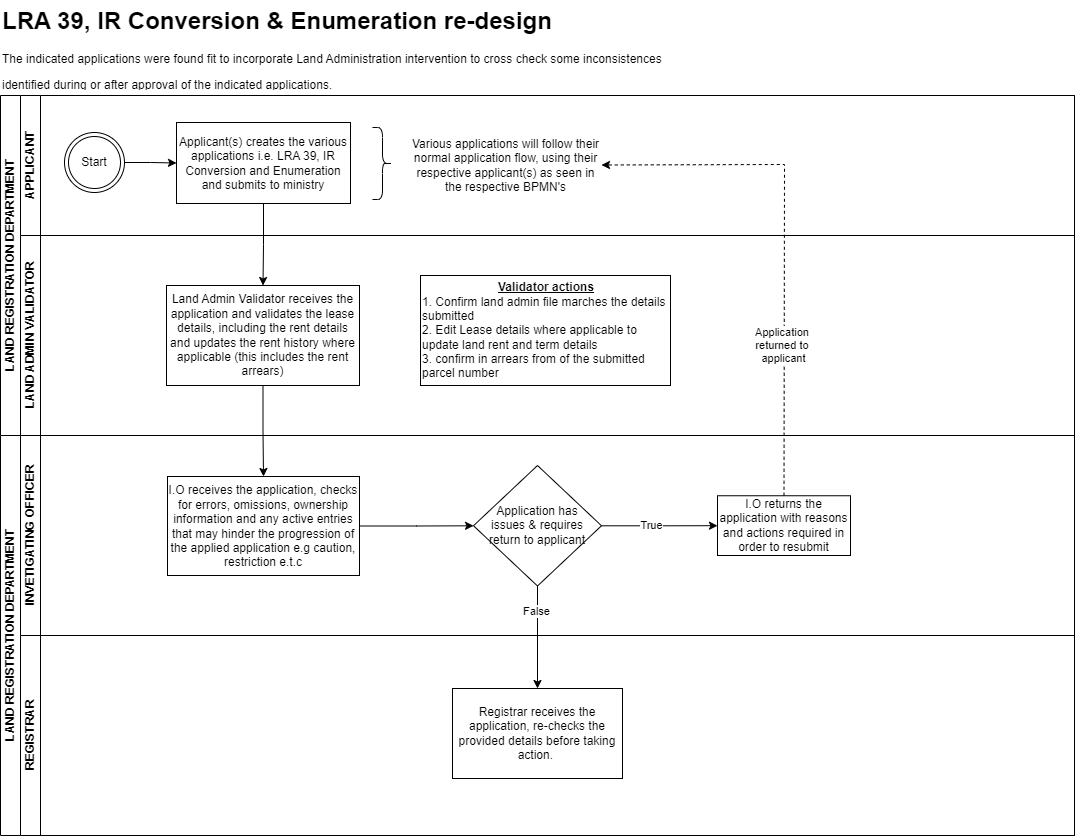 LRA 39, IR Conversion & Enumeration re-design
The indicated applications were found fit to incorporate Land Administration intervention to cross check some inconsistences
identified during or after approval of the indicated applications.
LAND REGISTRATION DEPARTMENT
APPLICANT
Start
Applicant(s) creates the various
applications i.e. LRA 39, IR
Conversion and Enumeration
and submits to ministry
Various applications will follow their
normal application flow, using their
respective applicant(s) as seen in
the respective BPMN's
LAND ADMIN VALIDATOR
Land Admin Validator receives the
application and validates the lease
details, including the rent details
and updates the rent history where
applicable (this includes the rent
arrears)
Validator actions
1. Confirm land admin file marches the details
submitted
2. Edit Lease details where applicable to
update land rent and term details
3. confirm in arrears from of the submitted
parcel number
Application
returned to
applicant
LAND REGISTRATION DEPARTMENT
INVETIGATING OFFICER
I.O receives the application, checks
for errors, omissions, ownership
information and any active entries
that may hinder the progression of
the applied application e.g caution,
restriction e.t.c
Application has
issues & requires
return to applicant
True
I.O returns the
application with reasons
and actions required in
order to resubmit
False
REGISTRAR
Registrar receives the
application, re-checks the
provided details before taking
action.